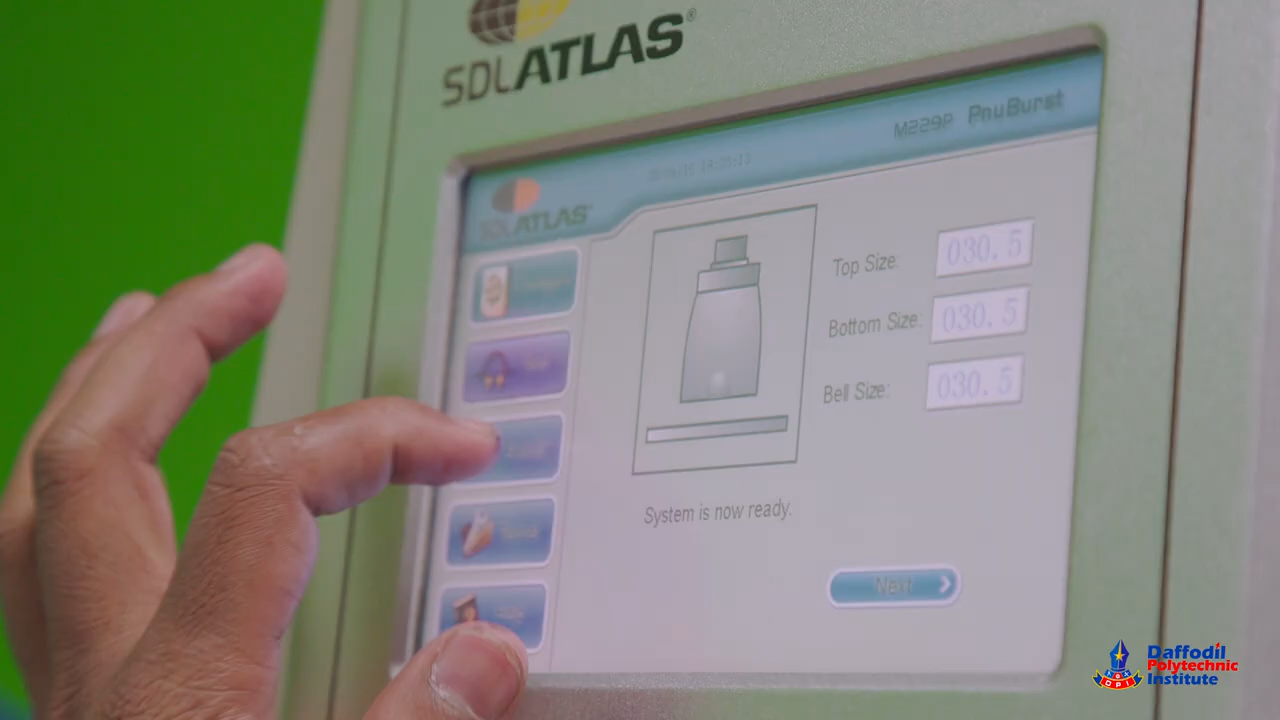 SDLATLAS®
M229P PnuBurst
SDLATLAS
Top Size:
030.5
Bottom Size:
030.5
Bell Size:
030.5
System is now ready.
Next
Daffodil
Polytechnic
Institute
DPI